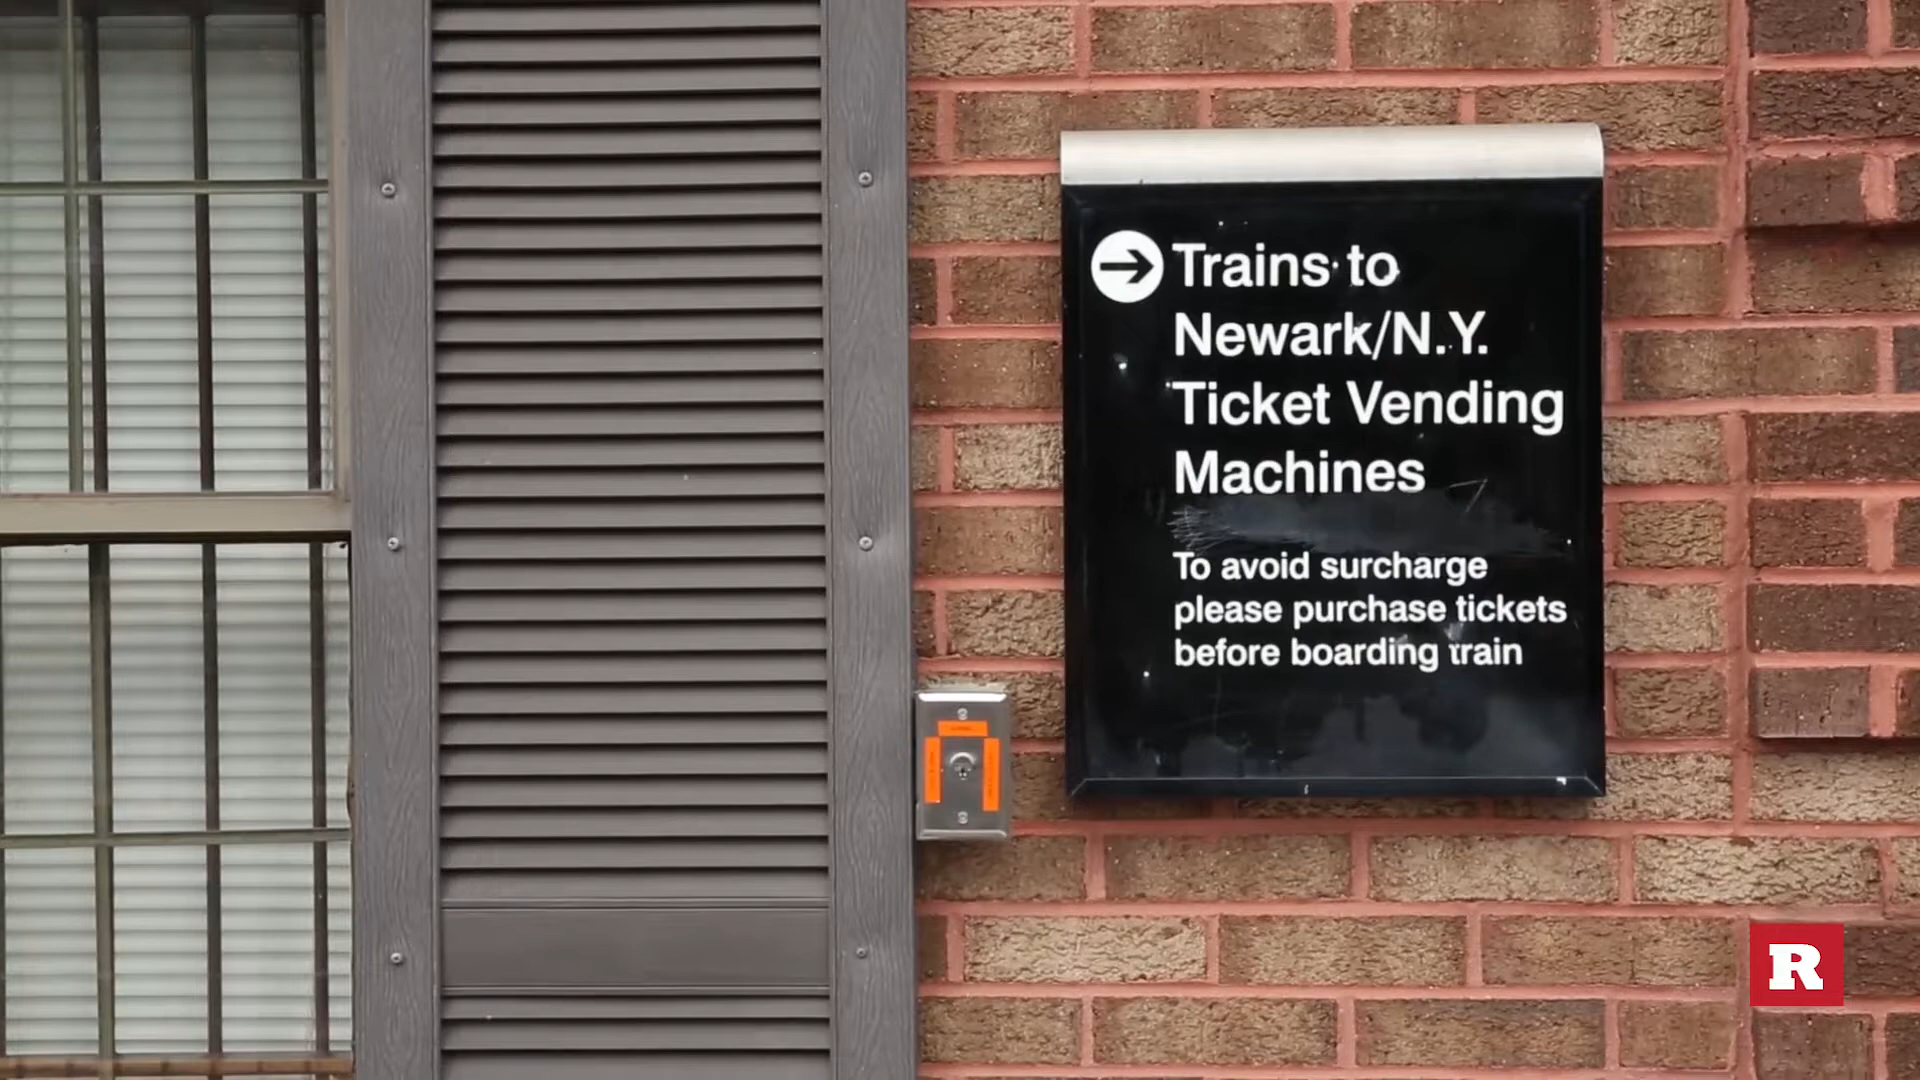 Trains to
Newark/N.Y.
Ticket Vending
Machines
To avoid surcharge
please purchase tickets
before boarding train
R